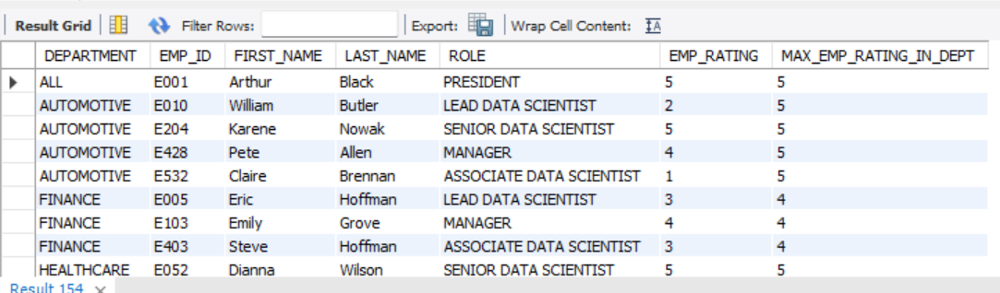 Result Grid Filter Rows: Export: Wrap Cell Content:
DEPARTMENT EMP_ID FIRST_NAME LAST_NAME ROLE EMP_RATING MAX_EMP_RATING_IN_DEPT
ALL E001 Arthur Black PRESIDENT 5 5
AUTOMOTIVE E010 William Butler LEAD DATA SCIENTIST 2 5
AUTOMOTIVE E204 Karene Nowak SENIOR DATA SCIENTIST 5 5
AUTOMOTIVE E428 Pete Allen MANAGER 4 5
AUTOMOTIVE E532 Claire Brennan ASSOCIATE DATA SCIENTIST 1 5
FINANCE E005 Eric Hoffman LEAD DATA SCIENTIST 3 4
FINANCE E103 Emily Grove MANAGER 4 4
FINANCE E403 Steve Hoffman ASSOCIATE DATA SCIENTIST 3 4
HEALTHCARE E052 Dianna Wilson SENIOR DATA SCIENTIST 5 5
Result 154